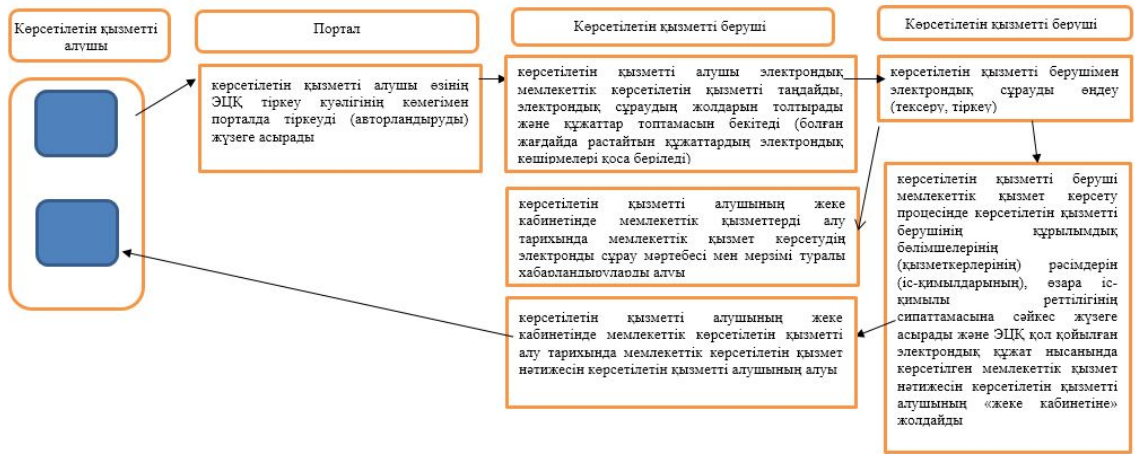 Көрсетілетін қызметті
алушы
Портал
Көрсетілетін қызметті беруші
Көрсетілетін қызметті беруші
көрсетілетін қызметті алушы өзінің
ЭЦҚ тіркеу куәлігінің көмегімен
порталда тіркеуді (авторландыруды)
жүзеге асырады
көрсетілетін қызметті алушы электрондық
мемлекеттік көрсетілетін қызметті таңдайды,
электрондық сұраудың жолдарын толтырады
және құжаттар топтамасын бекітеді (болған
жағдайда растайтын құжаттардың электрондық
көшірмелері қоса беріледі)
көрсетілетін қызметті берушімен
электрондық сұрауды өңдеу
(тексеру, тіркеу)
көрсетілетін қызметті алушының жеке
кабинетінде мемлекеттік қызметтерді алу
тарихында мемлекеттік қызмет көрсетудің
электронды сұрау мәртебесі мен мерзімі туралы
хабарландыруларды алуы
көрсетілетін қызметті алушының жеке
кабинетінде мемлекеттік көрсетілетін қызметті
алу тарихында мемлекеттік көрсетілетін қызмет
нәтижесін көрсетілетін қызметті алушының алуы
көрсетілетін қызметті беруші
мемлекеттік қызмет көрсету
процесінде көрсетілетін қызметті
берушінің құрылымдық
бөлімшелерінің
(қызметкерлерінің) рәсімдерін
(іс-қимылдарының), өзара іс-
қимылы реттілігінің
сипаттамасына сәйкес жүзеге
асырады және ЭЦҚ қол қойылған
электрондық құжат нысанында
көрсетілген мемлекеттік қызмет
нәтижесін көрсетілетін қызметті
алушының «жеке кабинетіне»
жолдайды